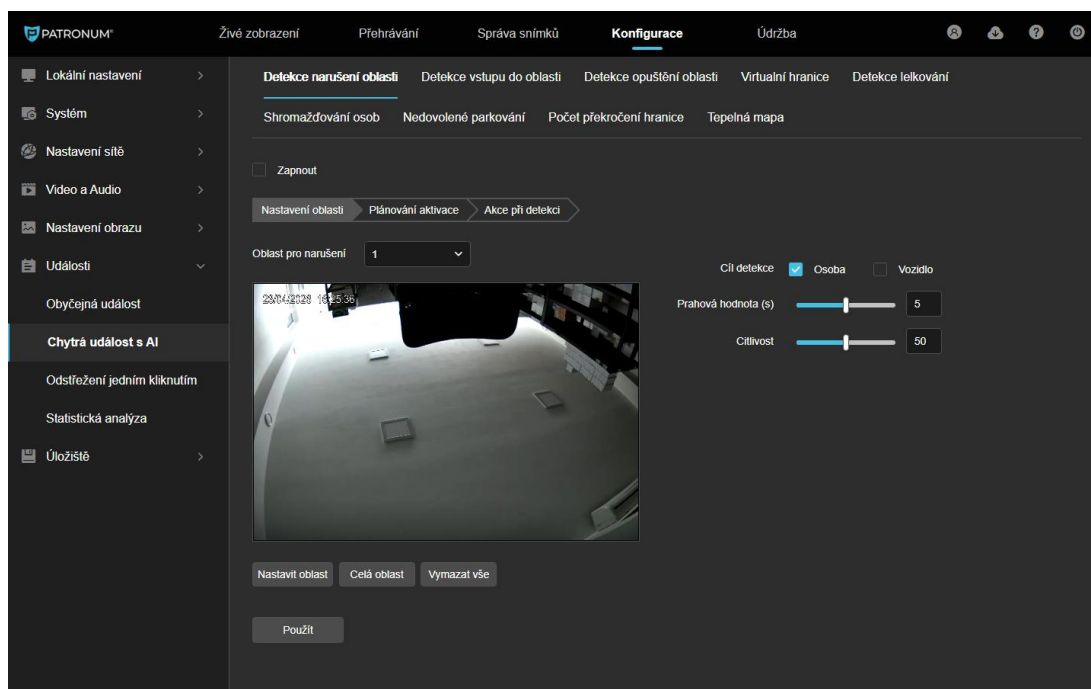 PATRONUM®
Živé zobrazení Přehrávání Správa snímků Konfigurace Údržba
Lokální nastavení
Systém
Nastavení sítě
Video a Audio
Nastavení obrazu
Události
Obyčejná událost
Chytrá událost s AI
Odstřežení jedním kliknutím
Statistická analýza
Úložiště
Detekce narušení oblasti Detekce vstupu do oblasti Detekce opuštění oblasti Virtualní hranice Detekce lelkování
Shromažďování osob Nedovolené parkování Počet překročení hranice Tepelná mapa
Zapnout
Nastavení oblasti Plánování aktivace Akce při detekci
Oblast pro narušení 1
Cíl detekce Osoba Vozidlo
Prahová hodnota (s) 5
Citlivost 50
Nastavit oblast Celá oblast Vymazat vše
Použít